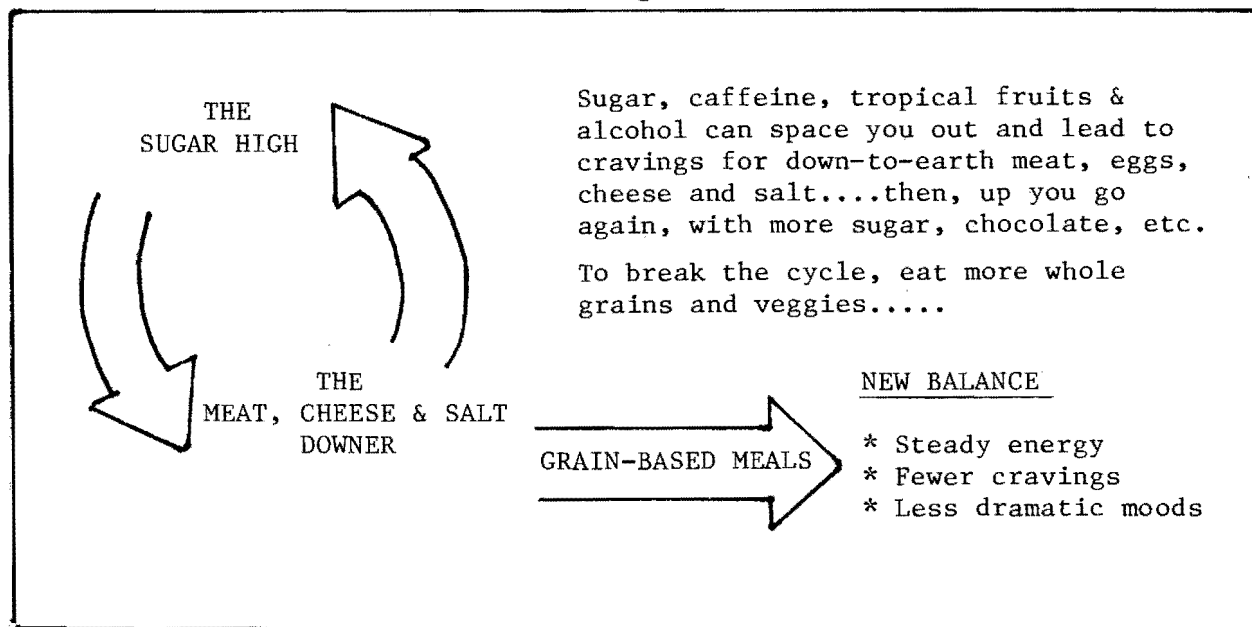 THE
SUGAR HIGH
Sugar, caffeine, tropical fruits &
alcohol can space you out and lead to
cravings for down-to-earth meat, eggs,
cheese and salt....then, up you go
again, with more sugar, chocolate, etc.
To break the cycle, eat more whole
grains and veggies.....
THE
MEAT, CHEESE & SALT
DOWNER
GRAIN-BASED MEALS
NEW BALANCE
* Steady energy
* Fewer cravings
* Less dramatic moods